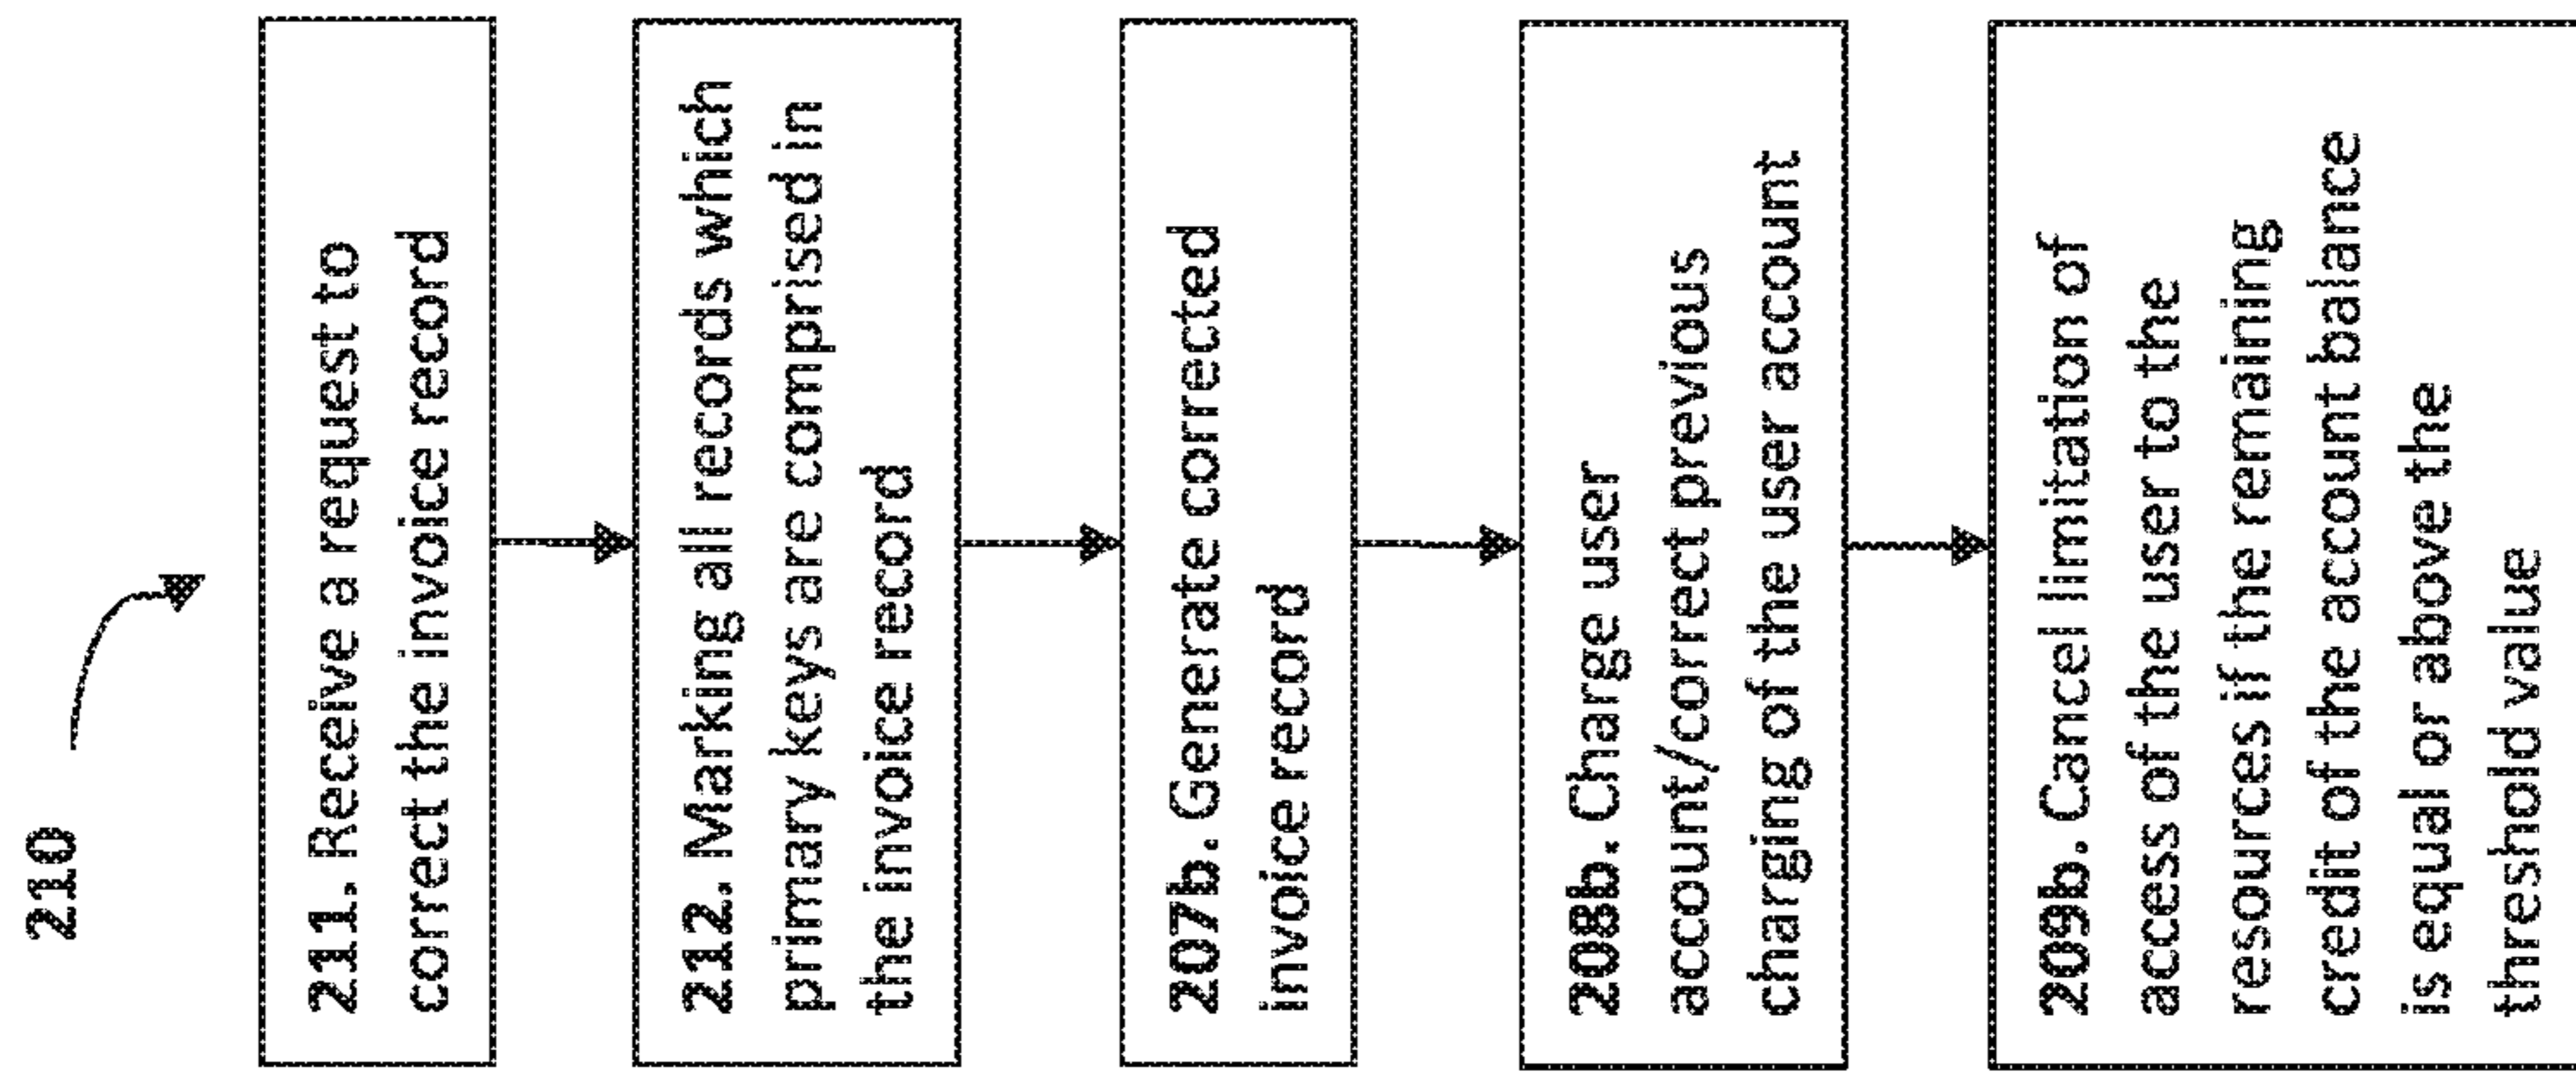 210
211. Receive a request to
correct the invoice record
212. Marking all records which
primary keys are comprised in
the invoice record
207b. Generate corrected
invoice record
208b. Charge user
account/correct previous
charging of the user account
209b. Cancel limitation of
access of the user to the
resources if the remaining
credit of the account balance
is equal or above the
threshold value